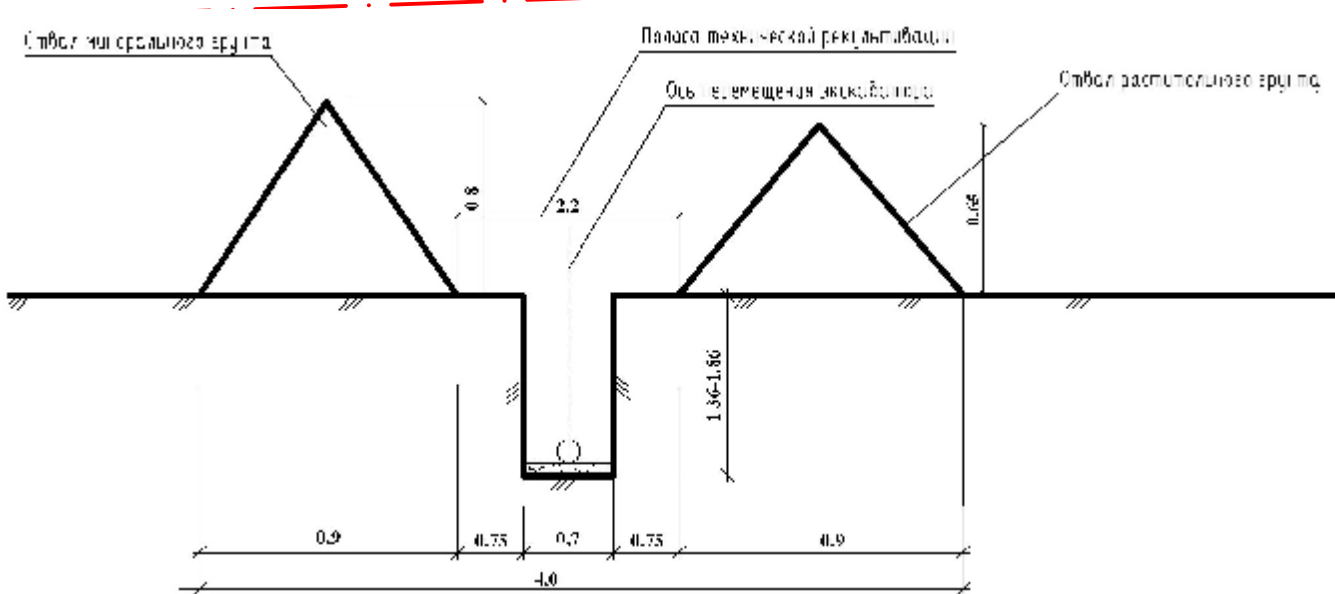 Отвал минерального грунта
Полоса технической рекультивации
Ось перемещения экскаватора
Отвал растительного грунта
0.8
2.2
0.65
1.36-1.86
0.9
0.75
0.7
0.75
0.9
4.0